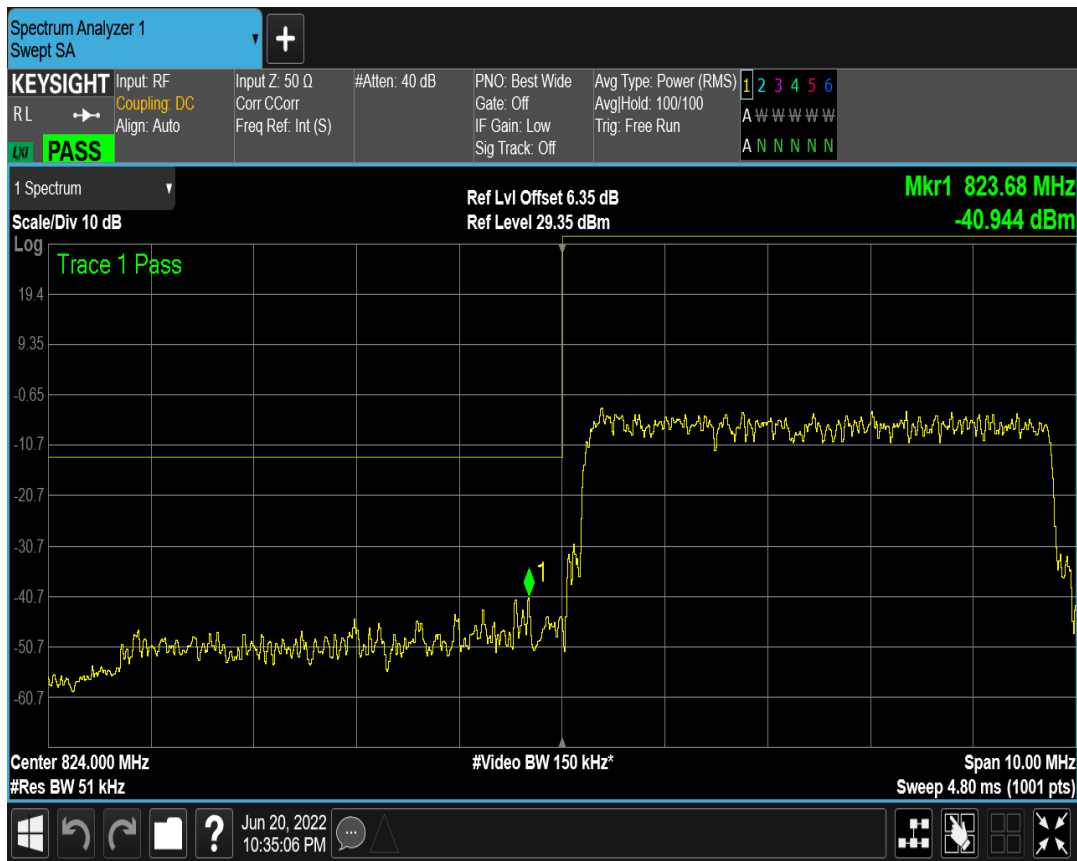 Spectrum Analyzer 1
Swept SA
+
KEYSIGHT
RL
LXI PASS
Input: RF
Coupling: DC
Align: Auto
Input Z: 50 Ω
Corr CCorr
Freq Ref: Int (S)
#Atten: 40 dB
PNO: Best Wide
Gate: Off
IF Gain: Low
Sig Track: Off
Avg Type: Power (RMS)
Avg|Hold: 100/100
Trig: Free Run
1 2 3 4 5 6
A W W W W W
A N N N N N
1 Spectrum
Scale/Div 10 dB
Ref Lvl Offset 6.35 dB
Ref Level 29.35 dBm
Mkr1 823.68 MHz
-40.944 dBm
Log
Trace 1 Pass
19.4
9.35
-0.65
-10.7
-20.7
-30.7
1
-40.7
-50.7
-60.7
Center 824.000 MHz
#Res BW 51 kHz
#Video BW 150 kHz*
Span 10.00 MHz
Sweep 4.80 ms (1001 pts)
?
Jun 20, 2022
10:35:06 PM